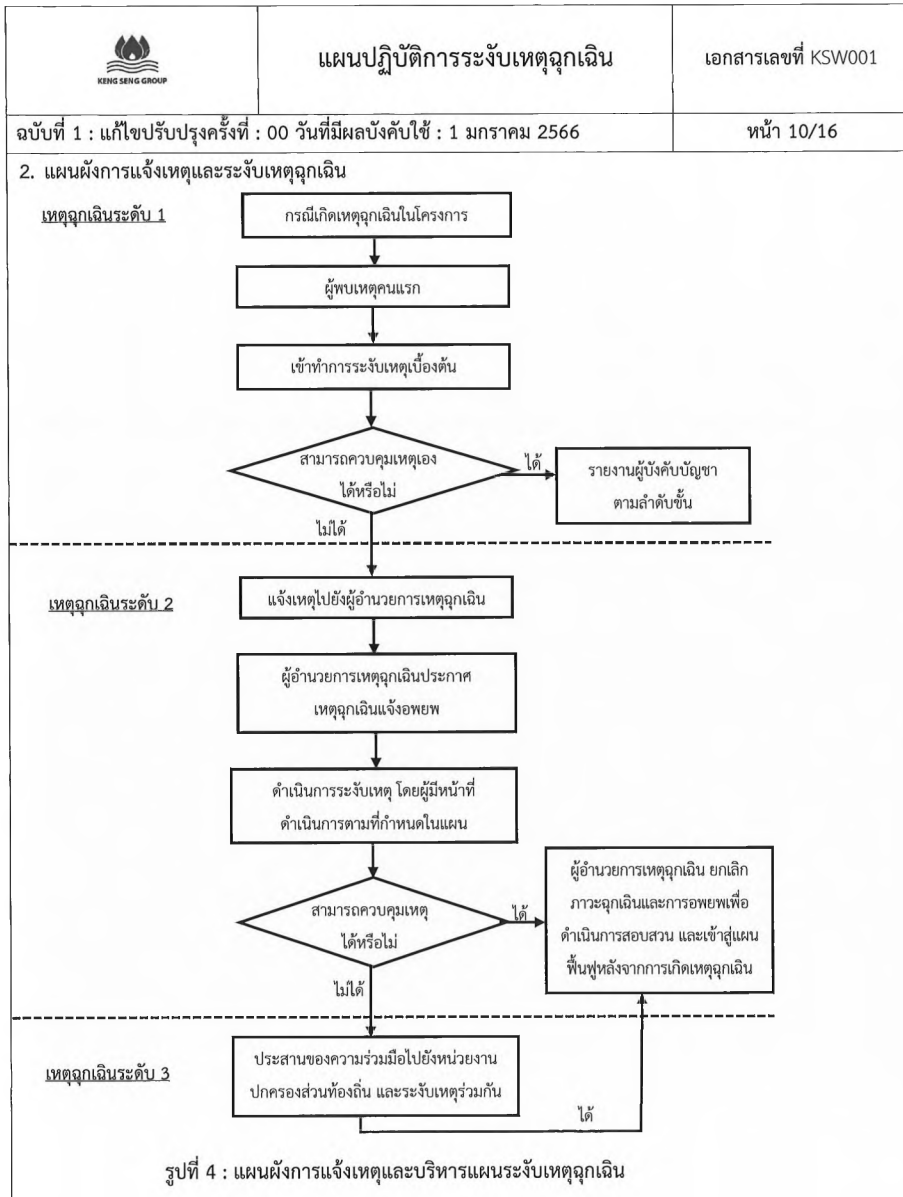 KENG SENG GROUP
แผนปฏิบัติการระงับเหตุฉุกเฉิน
เอกสารเลขที่ KSW001
ฉบับที่ 1 : แก้ไขปรับปรุงครั้งที่ : 00 วันที่มีผลบังคับใช้ : 1 มกราคม 2566
หน้า 10/16
2. แผนผังการแจ้งเหตุและระงับเหตุฉุกเฉิน
เหตุฉุกเฉินระดับ 1
กรณีเกิดเหตุฉุกเฉินในโครงการ
ผู้พบเหตุคนแรก
เข้าทำการระงับเหตุเบื้องต้น
สามารถควบคุมเหตุเอง
ได้หรือไม่
ได้
รายงานผู้บังคับบัญชา
ตามลำดับขั้น
ไม่ได้
เหตุฉุกเฉินระดับ 2
แจ้งเหตุไปยังผู้อำนวยการเหตุฉุกเฉิน
ผู้อำนวยการเหตุฉุกเฉินประกาศ
เหตุฉุกเฉินแจ้งอพยพ
ดำเนินการระงับเหตุ โดยผู้มีหน้าที่
ดำเนินการตามที่กำหนดในแผน
สามารถควบคุมเหตุ
ได้หรือไม่
ได้
ผู้อำนวยการเหตุฉุกเฉิน ยกเลิก
ภาวะฉุกเฉินและการอพยพเพื่อ
ดำเนินการสอบสวน และเข้าสู่แผน
ฟื้นฟูหลังจากการเกิดเหตุฉุกเฉิน
ไม่ได้
เหตุฉุกเฉินระดับ 3
ประสานของความร่วมมือไปยังหน่วยงาน
ปกครองส่วนท้องถิ่น และระงับเหตุร่วมกัน
ได้
รูปที่ 4 : แผนผังการแจ้งเหตุและบริหารแผนระงับเหตุฉุกเฉิน